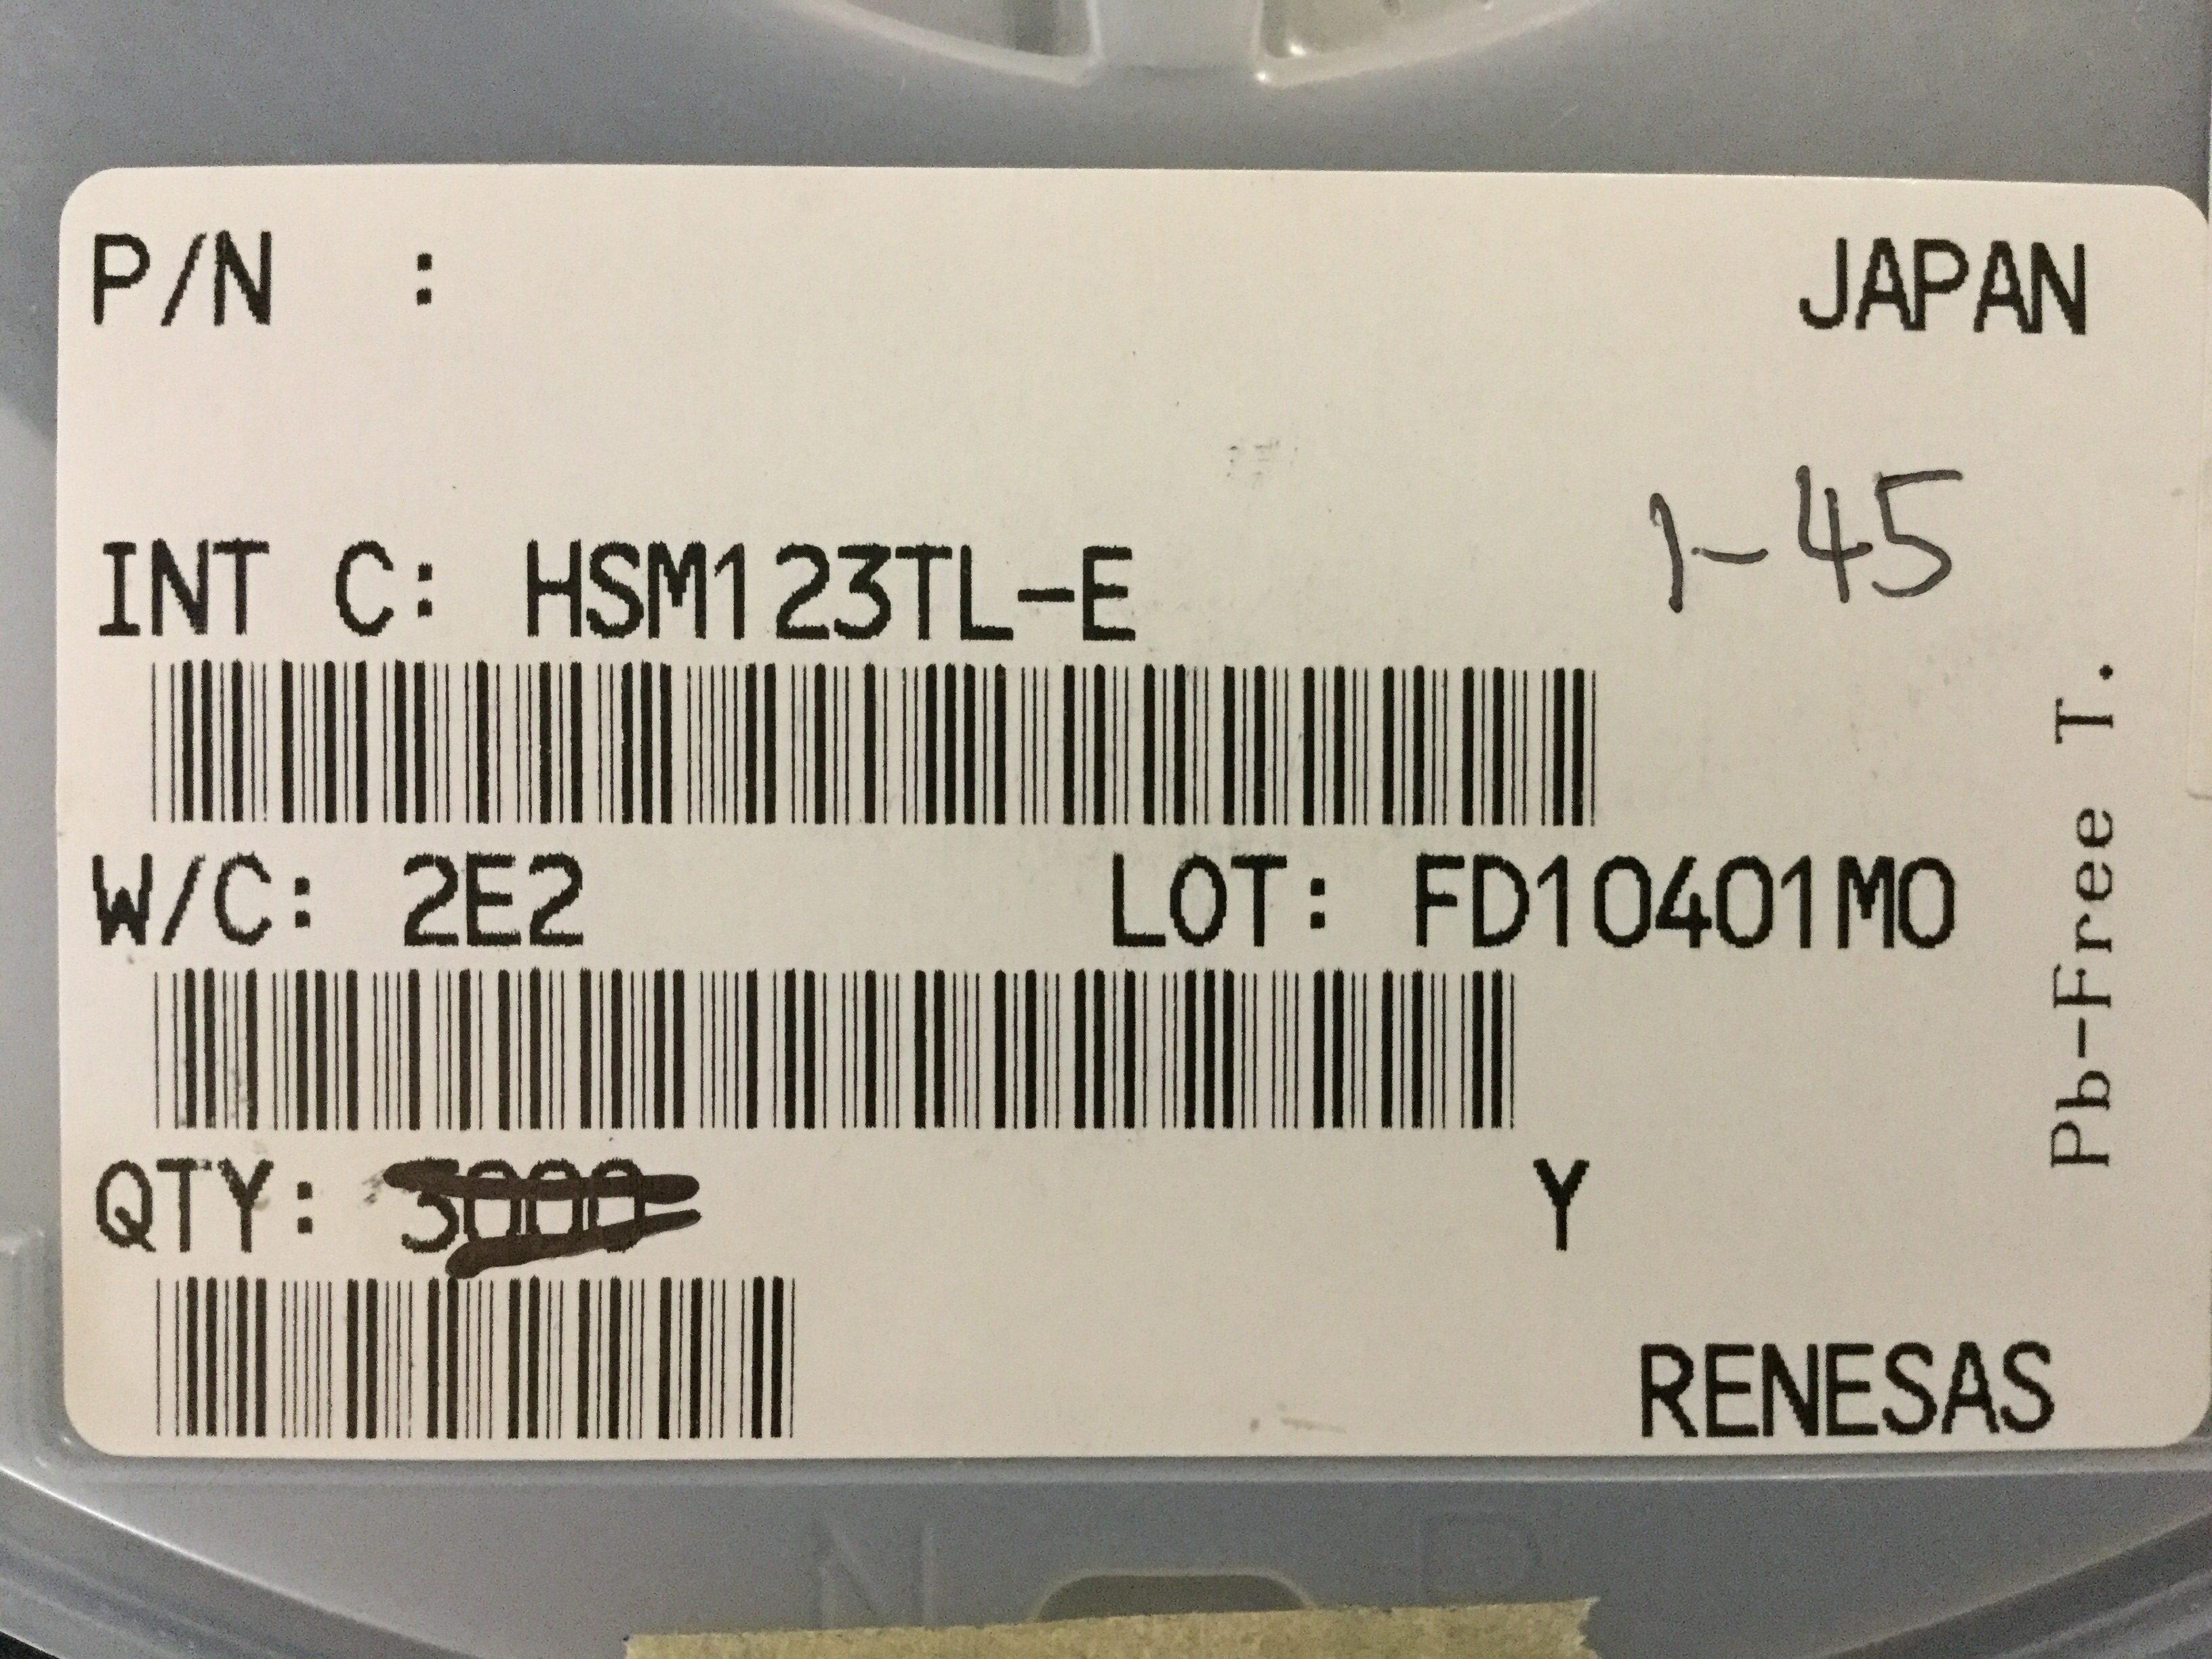 P/N : JAPAN
1-45
INT C: HSM123TL-E
W/C: 2E2 LOT: FD10401M0
QTY: 3000 Y
RENESAS
Pb-Free T.